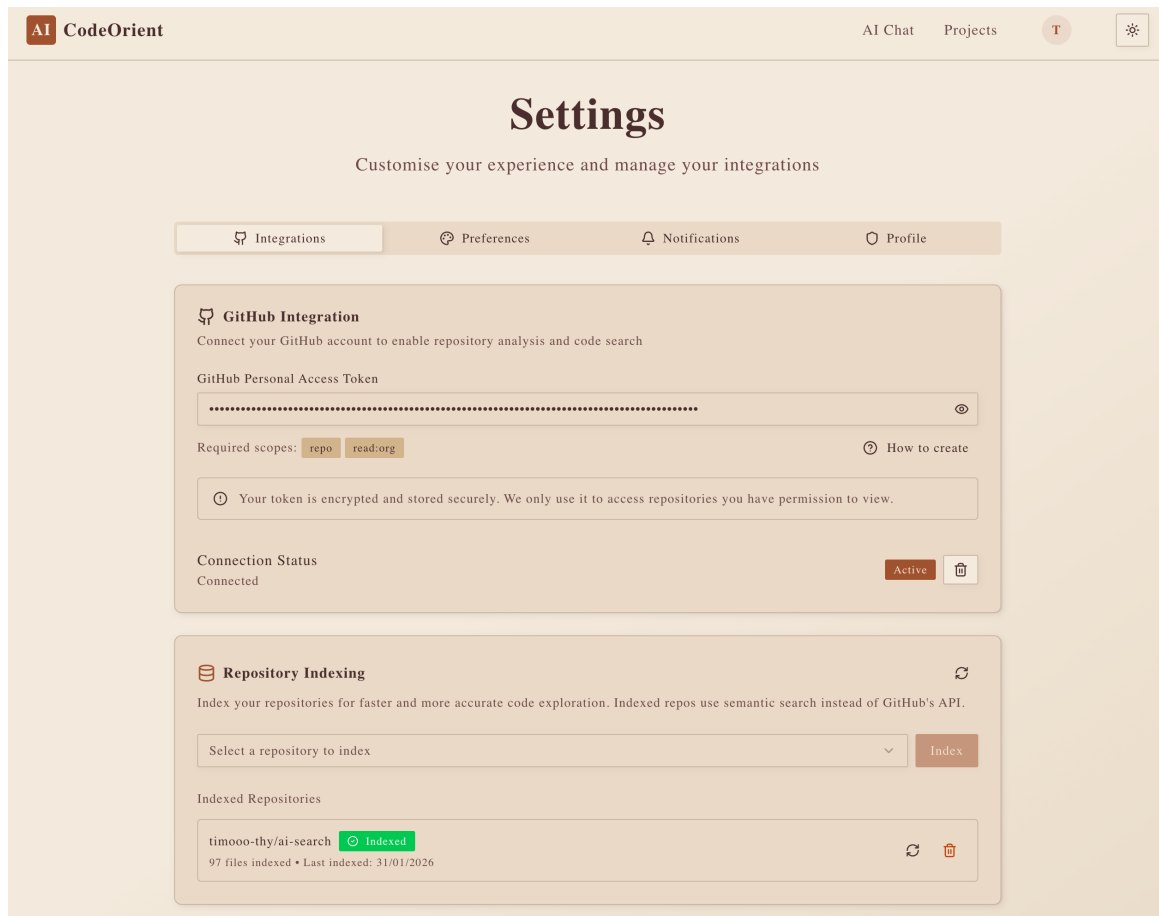 AI CodeOrient AI Chat Projects T
Settings
Customise your experience and manage your integrations
Integrations Preferences Notifications Profile
GitHub Integration
Connect your GitHub account to enable repository analysis and code search
GitHub Personal Access Token
Required scopes: repo read:org How to create
Your token is encrypted and stored securely. We only use it to access repositories you have permission to view.
Connection Status
Connected
Active
Repository Indexing
Index your repositories for faster and more accurate code exploration. Indexed repos use semantic search instead of GitHub's API.
Select a repository to index Index
Indexed Repositories
timooo-thy/ai-search Indexed
97 files indexed • Last indexed: 31/01/2026